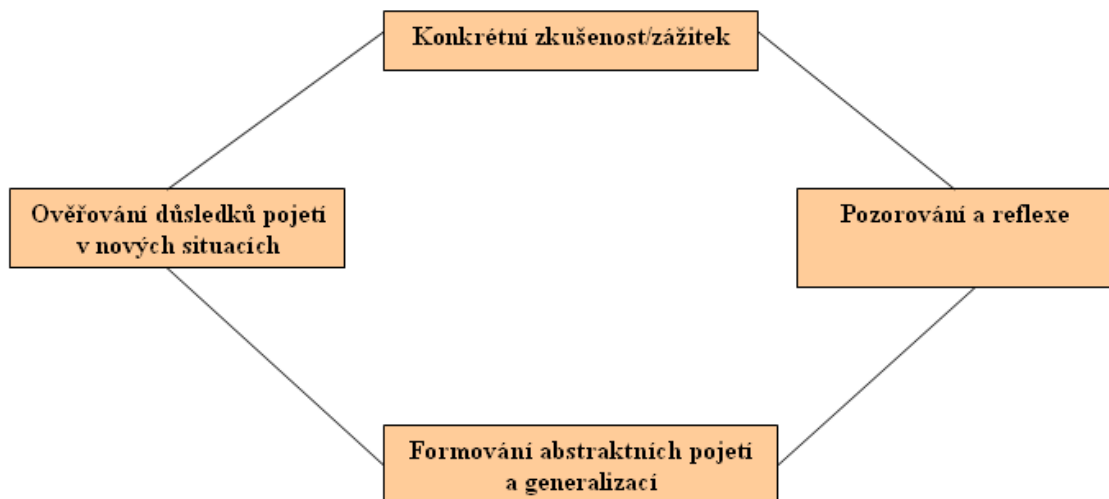 Konkrétní zkušenost/zážitek
Ověřování důsledků pojetí
v nových situacích
Pozorování a reflexe
Formování abstraktních pojetí
a generalizací